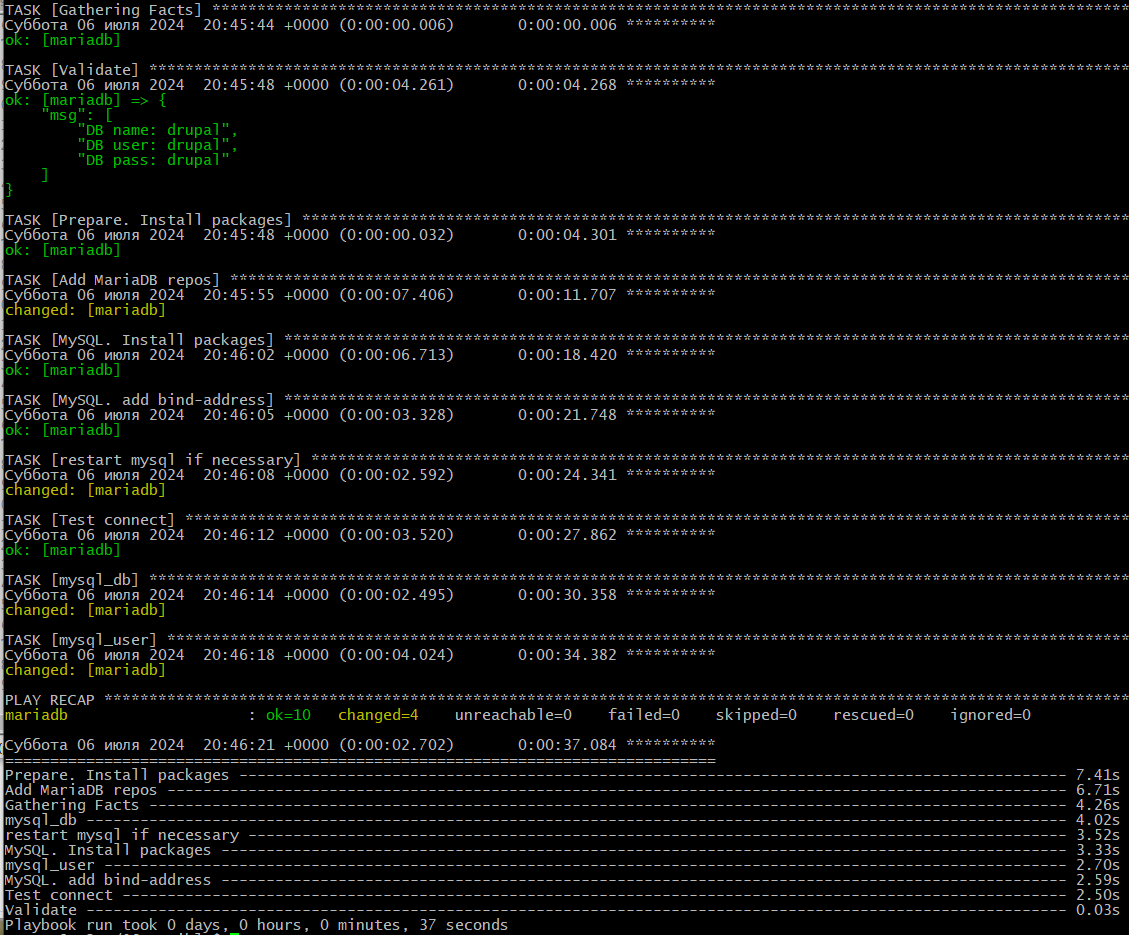 TASK [Gathering Facts] ******************************************************************************************************
Суббота 06 июля 2024  20:45:44 +0000 (0:00:00.006)       0:00:00.006 **********
ok: [mariadb]
TASK [Validate] *************************************************************************************************************
Суббота 06 июля 2024  20:45:48 +0000 (0:00:04.261)       0:00:04.268 **********
ok: [mariadb] => {
    "msg": [
        "DB name: drupal",
        "DB user: drupal",
        "DB pass: drupal"
    ]
}
TASK [Prepare. Install packages] ********************************************************************************************
Суббота 06 июля 2024  20:45:48 +0000 (0:00:00.032)       0:00:04.301 **********
ok: [mariadb]
TASK [Add MariaDB repos] ****************************************************************************************************
Суббота 06 июля 2024  20:45:55 +0000 (0:00:07.406)       0:00:11.707 **********
changed: [mariadb]
TASK [MySQL. Install packages] **********************************************************************************************
Суббота 06 июля 2024  20:46:02 +0000 (0:00:06.713)       0:00:18.420 **********
ok: [mariadb]
TASK [MySQL. add bind-address] **********************************************************************************************
Суббота 06 июля 2024  20:46:05 +0000 (0:00:03.328)       0:00:21.748 **********
ok: [mariadb]
TASK [restart mysql if necessary] *******************************************************************************************
Суббота 06 июля 2024  20:46:08 +0000 (0:00:02.592)       0:00:24.341 **********
changed: [mariadb]
TASK [Test connect] *********************************************************************************************************
Суббота 06 июля 2024  20:46:12 +0000 (0:00:03.520)       0:00:27.862 **********
ok: [mariadb]
TASK [mysql_db] *************************************************************************************************************
Суббота 06 июля 2024  20:46:14 +0000 (0:00:02.495)       0:00:30.358 **********
changed: [mariadb]
TASK [mysql_user] ***********************************************************************************************************
Суббота 06 июля 2024  20:46:18 +0000 (0:00:04.024)       0:00:34.382 **********
changed: [mariadb]
PLAY RECAP ******************************************************************************************************************
mariadb                    : ok=10   changed=4    unreachable=0    failed=0    skipped=0    rescued=0    ignored=0
Суббота 06 июля 2024  20:46:21 +0000 (0:00:02.702)       0:00:37.084 **********
===============================================================================
Prepare. Install packages -------------------------------------------------------------------------------------------- 7.41s
Add MariaDB repos ---------------------------------------------------------------------------------------------------- 6.71s
Gathering Facts ------------------------------------------------------------------------------------------------------ 4.26s
mysql_db ------------------------------------------------------------------------------------------------------------- 4.02s
restart mysql if necessary ------------------------------------------------------------------------------------------- 3.52s
MySQL. Install packages ---------------------------------------------------------------------------------------------- 3.33s
mysql_user ----------------------------------------------------------------------------------------------------------- 2.70s
MySQL. add bind-address ---------------------------------------------------------------------------------------------- 2.59s
Test connect --------------------------------------------------------------------------------------------------------- 2.50s
Validate ------------------------------------------------------------------------------------------------------------- 0.03s
Playbook run took 0 days, 0 hours, 0 minutes, 37 seconds